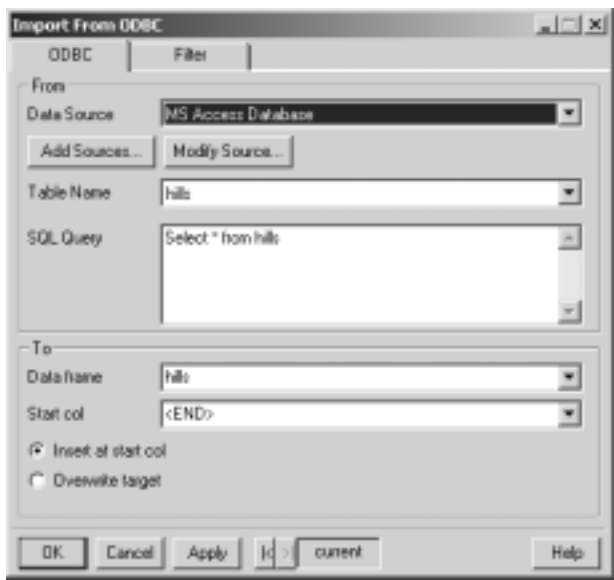 Import From ODBC
ODBC Filter
From
Data Source MS Access Database
Add Sources... Modify Source...
Table Name hills
SQL Query Select * from hills
To
Data frame hills
Start col <END>
Insert at start col
Overwrite target
OK Cancel Apply current Help